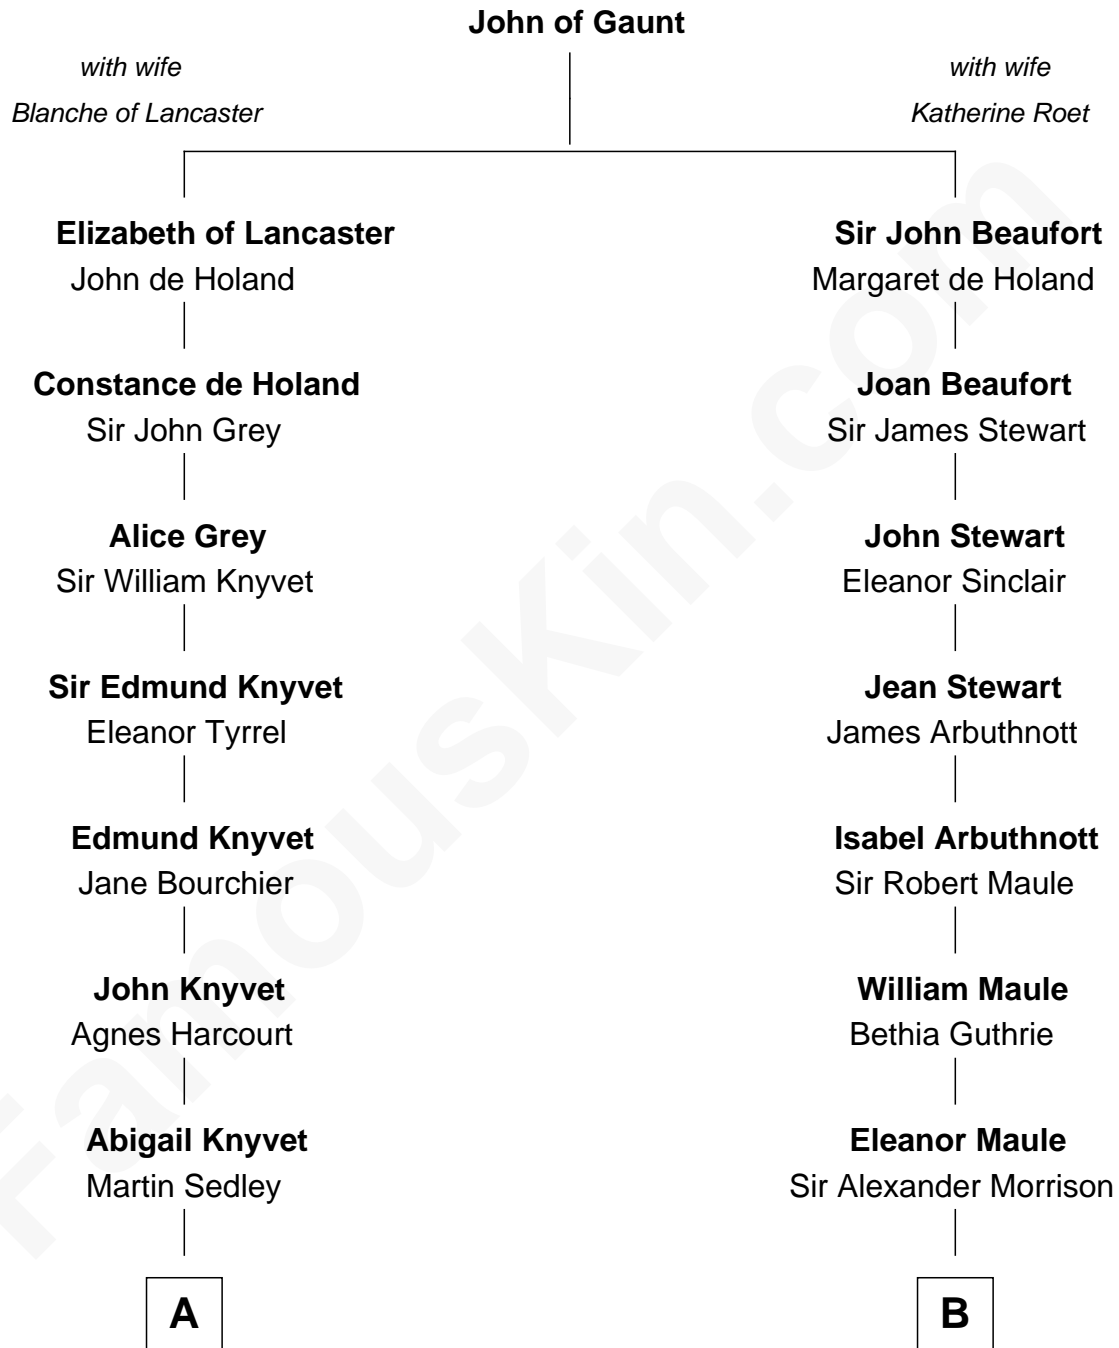 John of Gaunt
with wife
Blanche of Lancaster
with wife
Katherine Roet
Elizabeth of Lancaster
John de Holand
Sir John Beaufort
Margaret de Holand
Constance de Holand
Sir John Grey
Joan Beaufort
Sir James Stewart
Alice Grey
Sir William Knyvet
John Stewart
Eleanor Sinclair
Sir Edmund Knyvet
Eleanor Tyrrel
Jean Stewart
James Arbuthnott
Edmund Knyvet
Jane Bourchier
Isabel Arbuthnott
Sir Robert Maule
John Knyvet
Agnes Harcourt
William Maule
Bethia Guthrie
Abigail Knyvet
Martin Sedley
Eleanor Maule
Sir Alexander Morrison
A
B
FamousKin.com